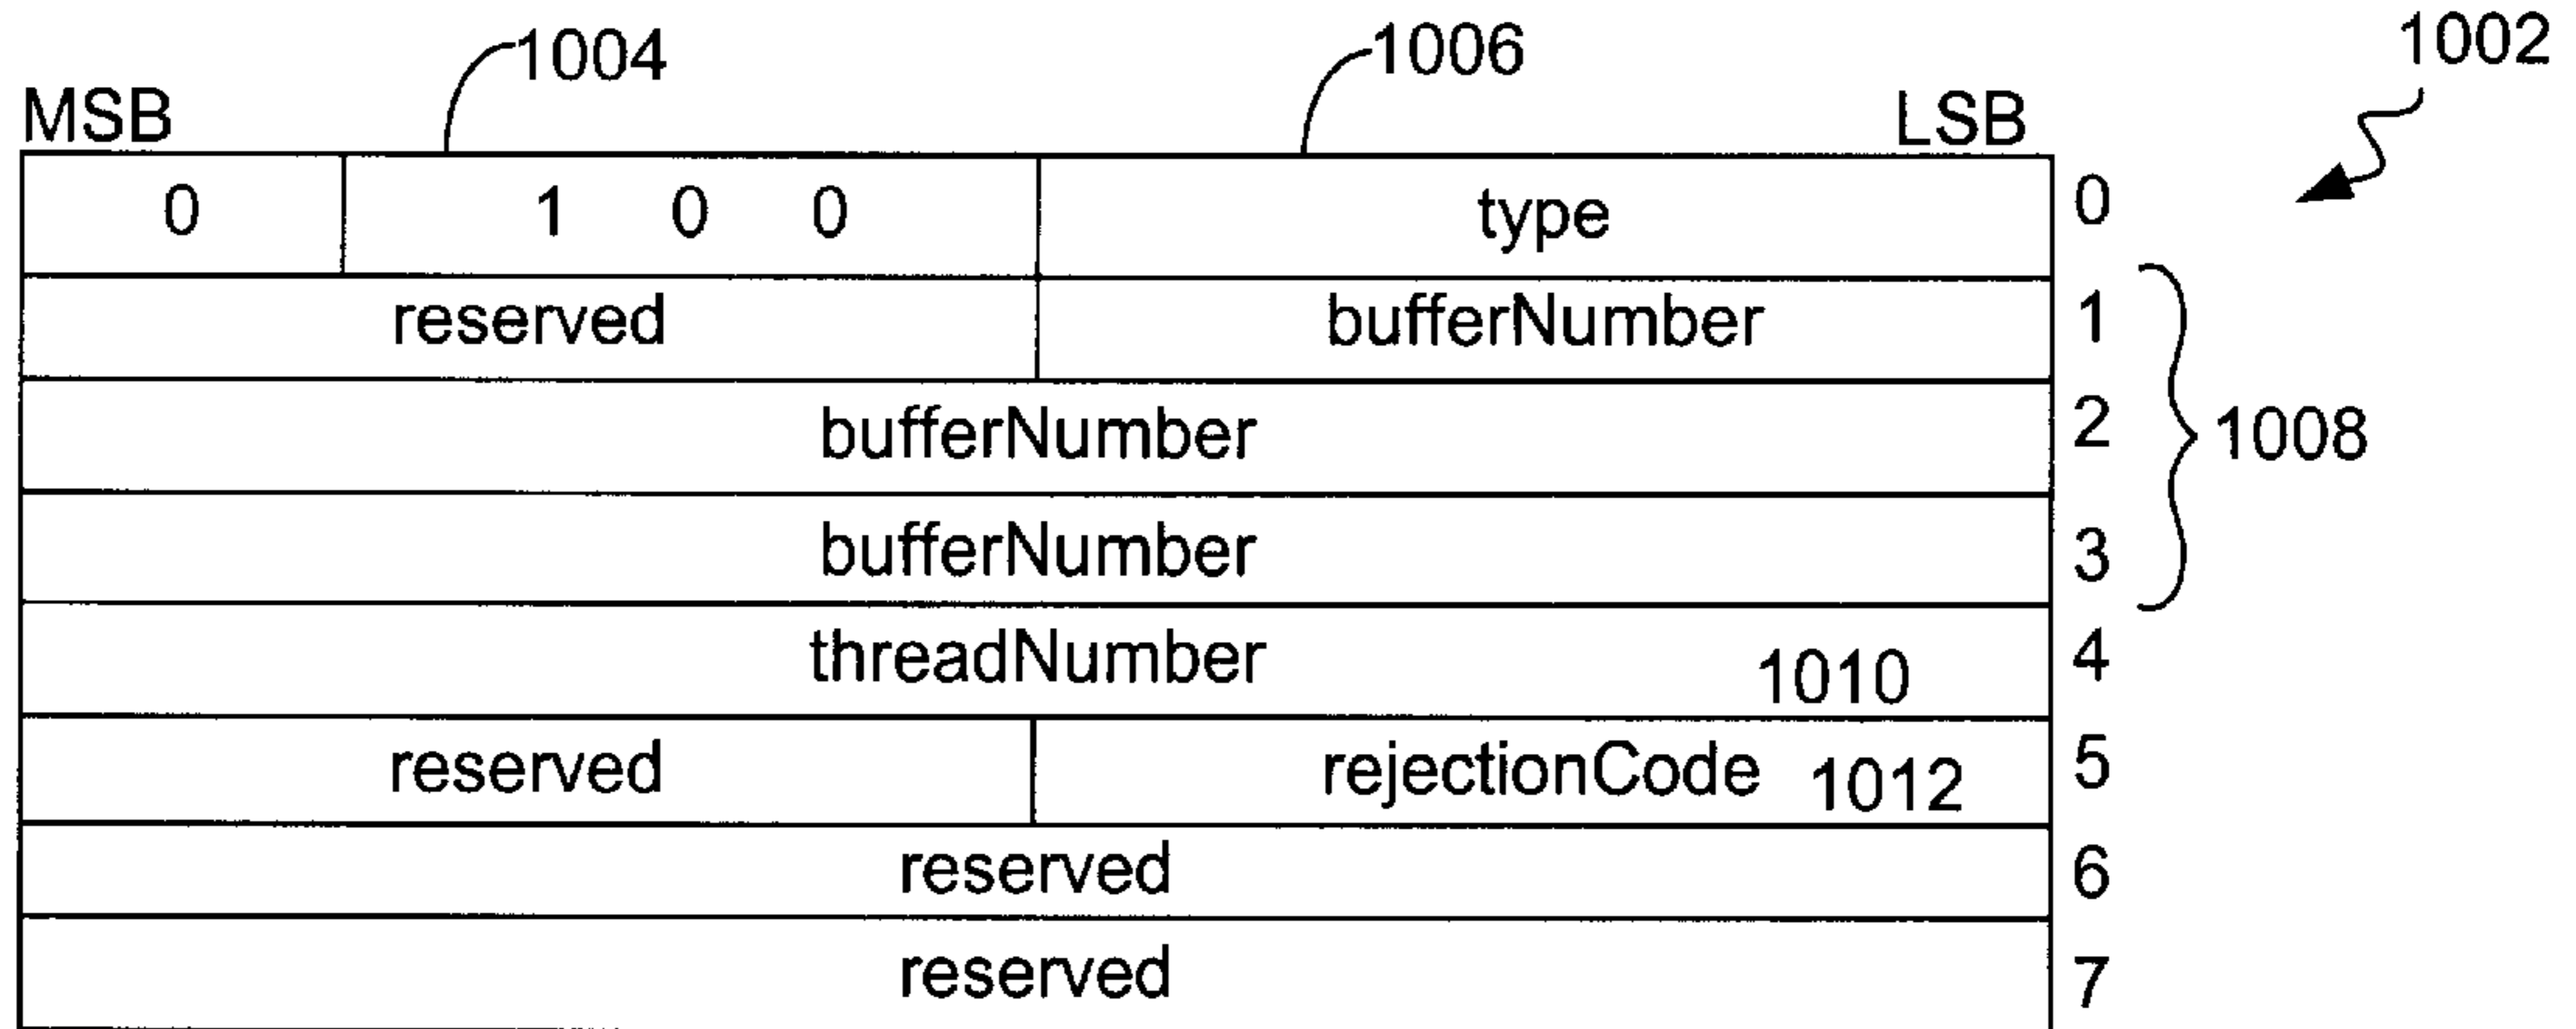 1004 1006 1002
MSB LSB
0 1 0 0 type 0
reserved bufferNumber 1
bufferNumber 2
1008
bufferNumber 3
threadNumber 1010 4
reserved rejectionCode 1012 5
reserved 6
reserved 7